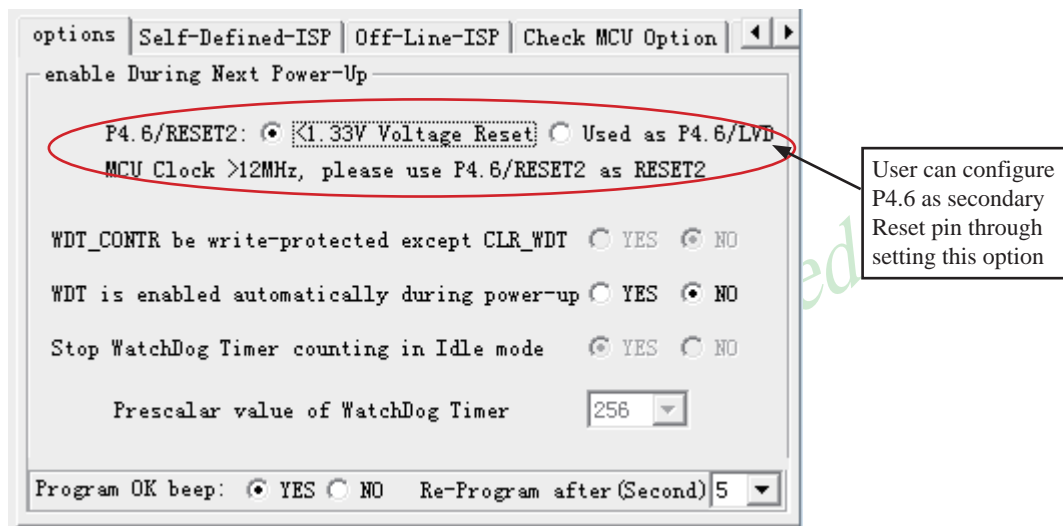 options Self-Defined-ISP Off-Line-ISP Check MCU Option
enable During Next Power-Up
P4.6/RESET2: <1.33V Voltage Reset Used as P4.6/LVD
MCU Clock >12MHz, please use P4.6/RESET2 as RESET2
User can configure
P4.6 as secondary
Reset pin through
setting this option
WDT_CONTR be write-protected except CLR_WDT YES NO
WDT is enabled automatically during power-up YES NO
Stop WatchDog Timer counting in Idle mode YES NO
Prescalar value of WatchDog Timer 256
Program OK beep: YES NO Re-Program after(Second) 5